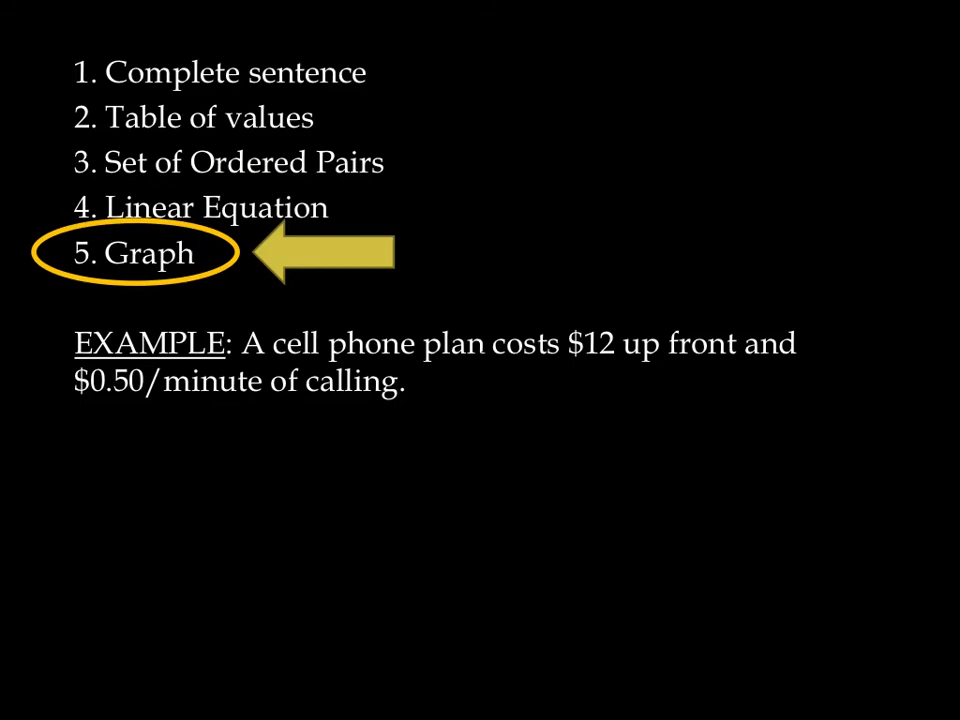 1. Complete sentence
2. Table of values
3. Set of Ordered Pairs
4. Linear Equation
5. Graph
EXAMPLE: A cell phone plan costs $12 up front and
$0.50/minute of calling.